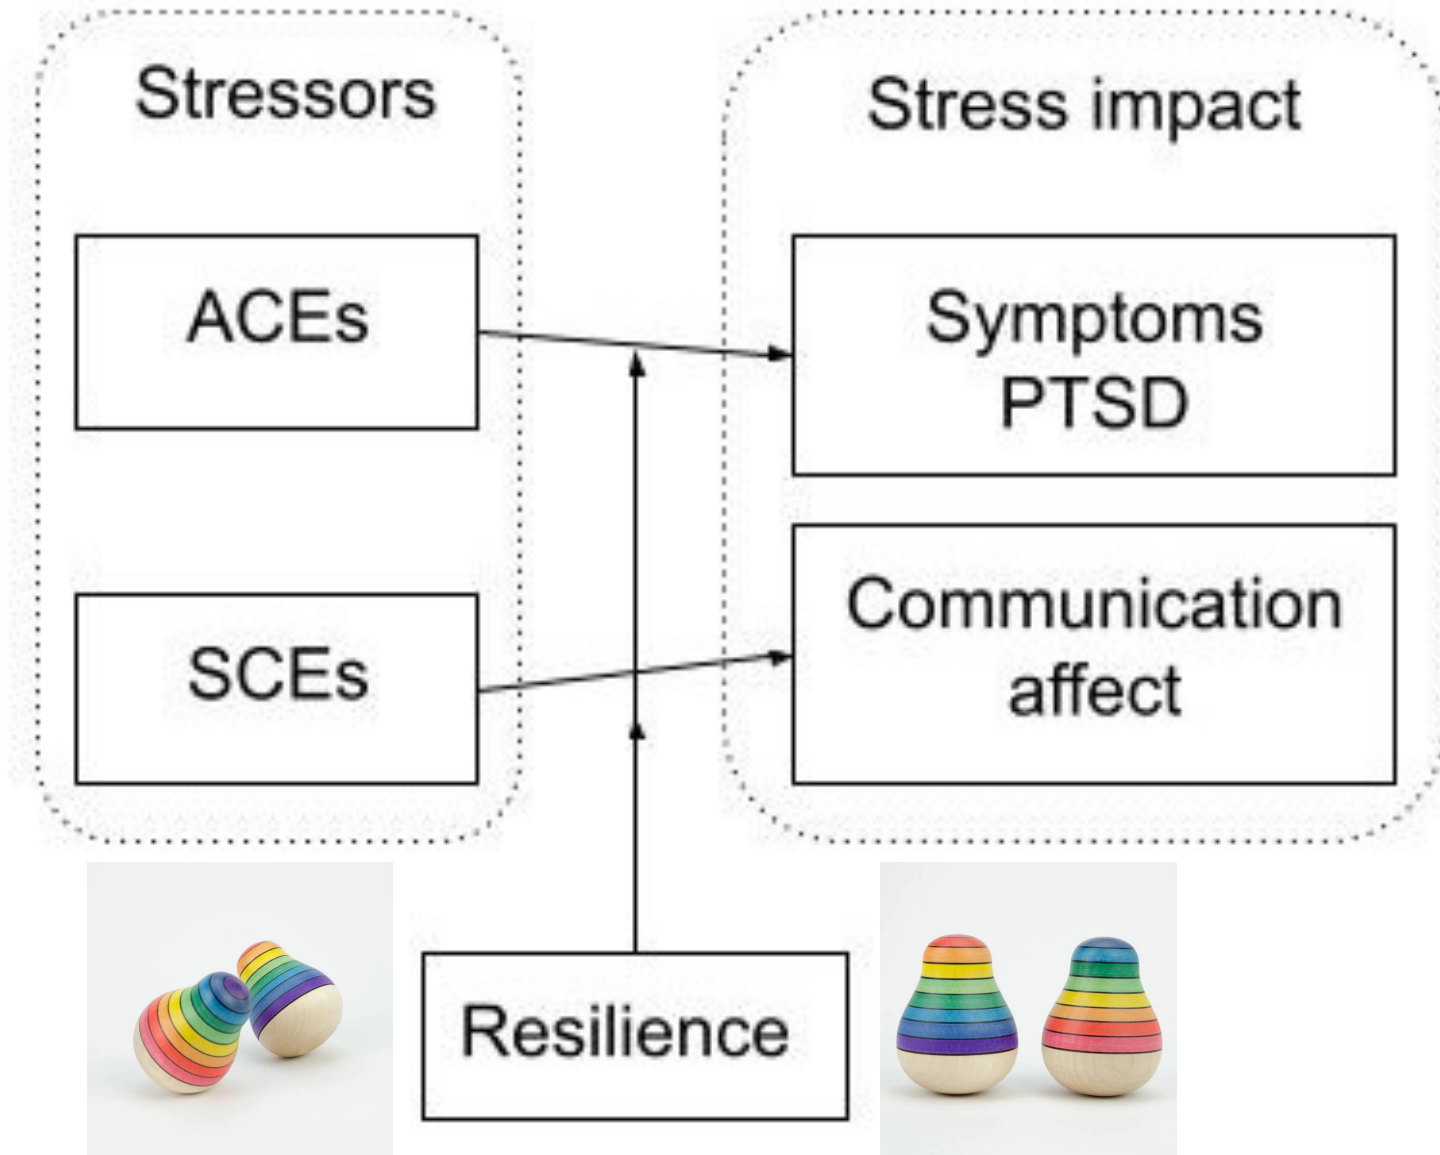 Stressors
Stress impact
ACEs
Symptoms
PTSD
SCEs
Communication
affect
Resilience